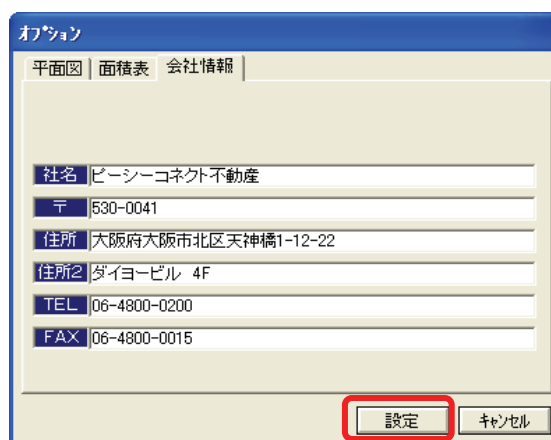 オプション
平面図 面積表 会社情報
社名 ピーシーコネクト不動産
〒 530-0041
住所 大阪府大阪市北区天神橋1-12-22
住所2 ダイヨービル 4F
TEL 06-4800-0200
FAX 06-4800-0015
設定 キャンセル